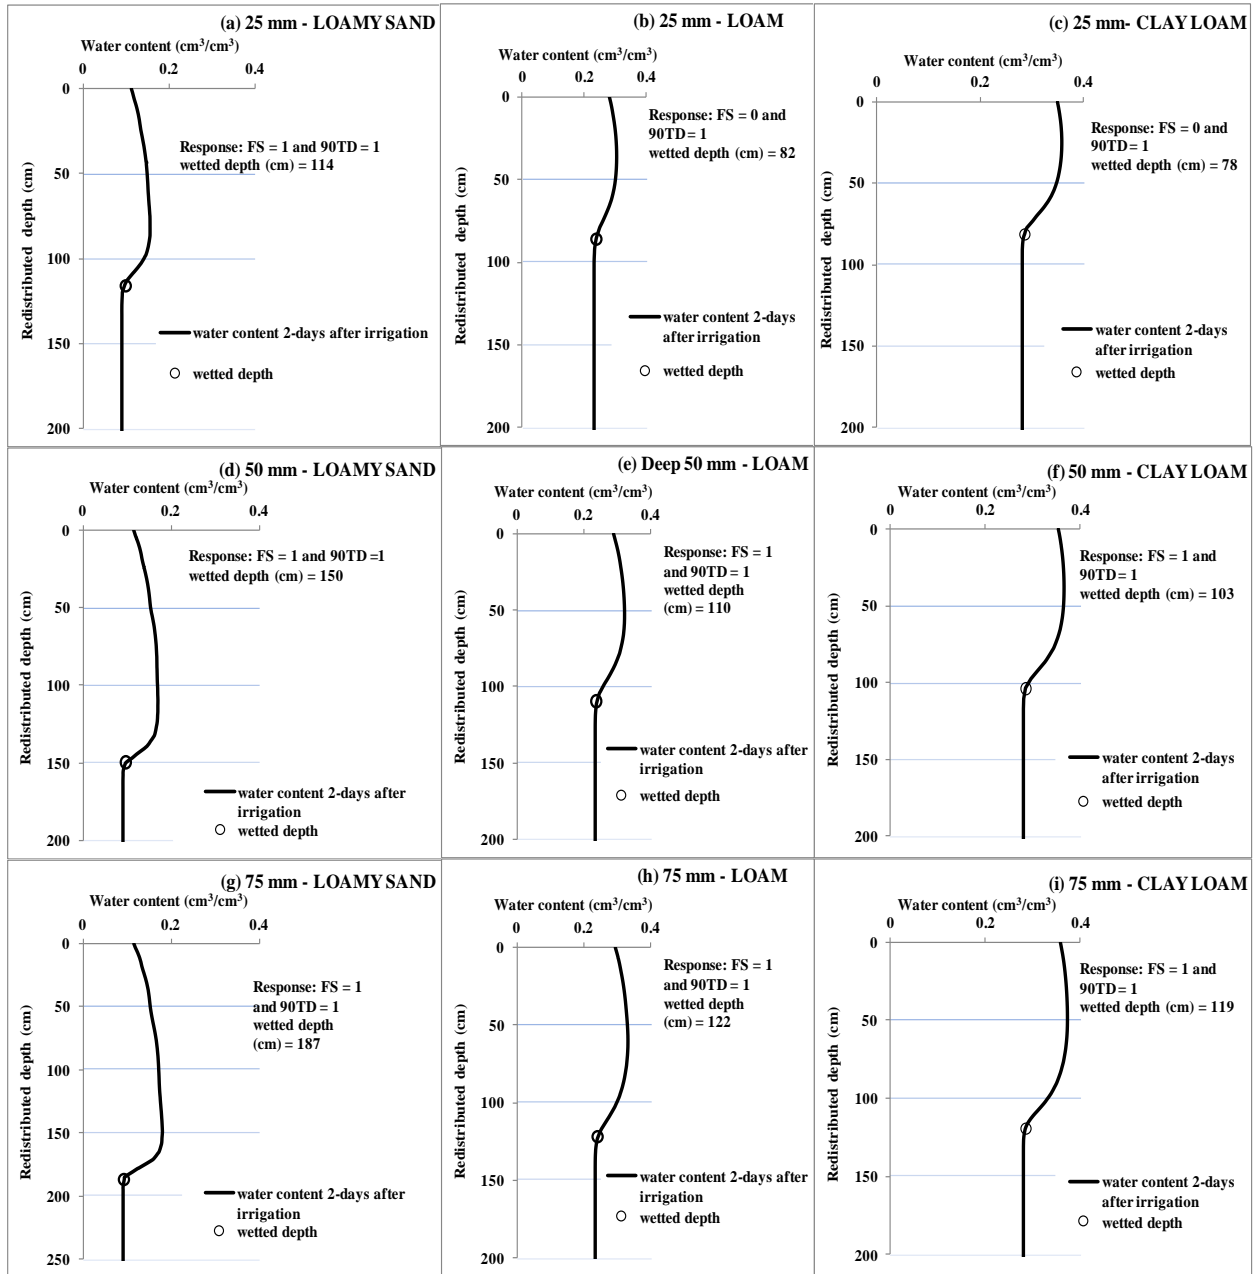 (a) 25 mm - LOAMY SAND
Water content (cm³/cm³)
0 0.2 0.4
0
50
100
150
200
Redistributed depth (cm)
Response: FS = 1 and 90TD = 1
wetted depth (cm) = 114
water content 2-days after irrigation
wetted depth
(b) 25 mm - LOAM
Water content (cm³/cm³)
0 0.2 0.4
0
50
100
150
200
Redistributed depth (cm)
Response: FS = 0 and
90TD = 1
wetted depth (cm) = 82
water content 2-days
after irrigation
wetted depth
(c) 25 mm- CLAY LOAM
Water content (cm³/cm³)
0 0.2 0.4
0
50
100
150
200
Redistributed depth (cm)
Response: FS = 0 and
90TD = 1
wetted depth (cm) = 78
water content 2-days
after irrigation
wetted depth
(d) 50 mm - LOAMY SAND
Water content (cm³/cm³)
0 0.2 0.4
0
50
100
150
200
Redistributed depth (cm)
Response: FS = 1 and 90TD =1
wetted depth (cm) = 150
water content 2-days after
irrigation
wetted depth
(e) Deep 50 mm - LOAM
Water content (cm³/cm³)
0 0.2 0.4
0
50
100
150
200
Redistributed depth (cm)
Response: FS = 1
and 90TD = 1
wetted depth
(cm) = 110
water content 2-days after
irrigation
wetted depth
(f) 50 mm - CLAY LOAM
Water content (cm³/cm³)
0 0.2 0.4
0
50
100
150
200
Redistributed depth (cm)
Response: FS = 1 and
90TD = 1
wetted depth (cm) = 103
water content 2-days
after irrigation
wetted depth
(g) 75 mm - LOAMY SAND
Water content (cm³/cm³)
0 0.2 0.4
0
50
100
150
200
250
Redistributed depth (cm)
Response: FS = 1
and 90TD = 1
wetted depth
(cm) = 187
water content 2-days after
irrigation
wetted depth
(h) 75 mm - LOAM
Water content (cm³/cm³)
0 0.2 0.4
0
50
100
150
200
Redistributed depth (cm)
Response: FS = 1
and 90TD = 1
wetted depth
(cm) = 122
water content 2-days after
irrigation
wetted depth
(i) 75 mm - CLAY LOAM
Water content (cm³/cm³)
0 0.2 0.4
0
50
100
150
200
Redistributed depth (cm)
Response: FS = 1 and
90TD = 1
wetted depth (cm) = 119
water content 2-days
after irrigation
wetted depth